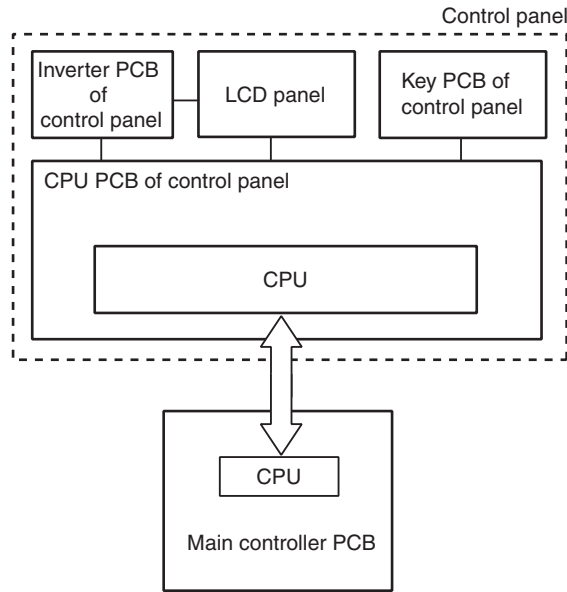 Control panel
Inverter PCB
of
control panel
LCD panel
Key PCB of
control panel
CPU PCB of control panel
CPU
CPU
Main controller PCB